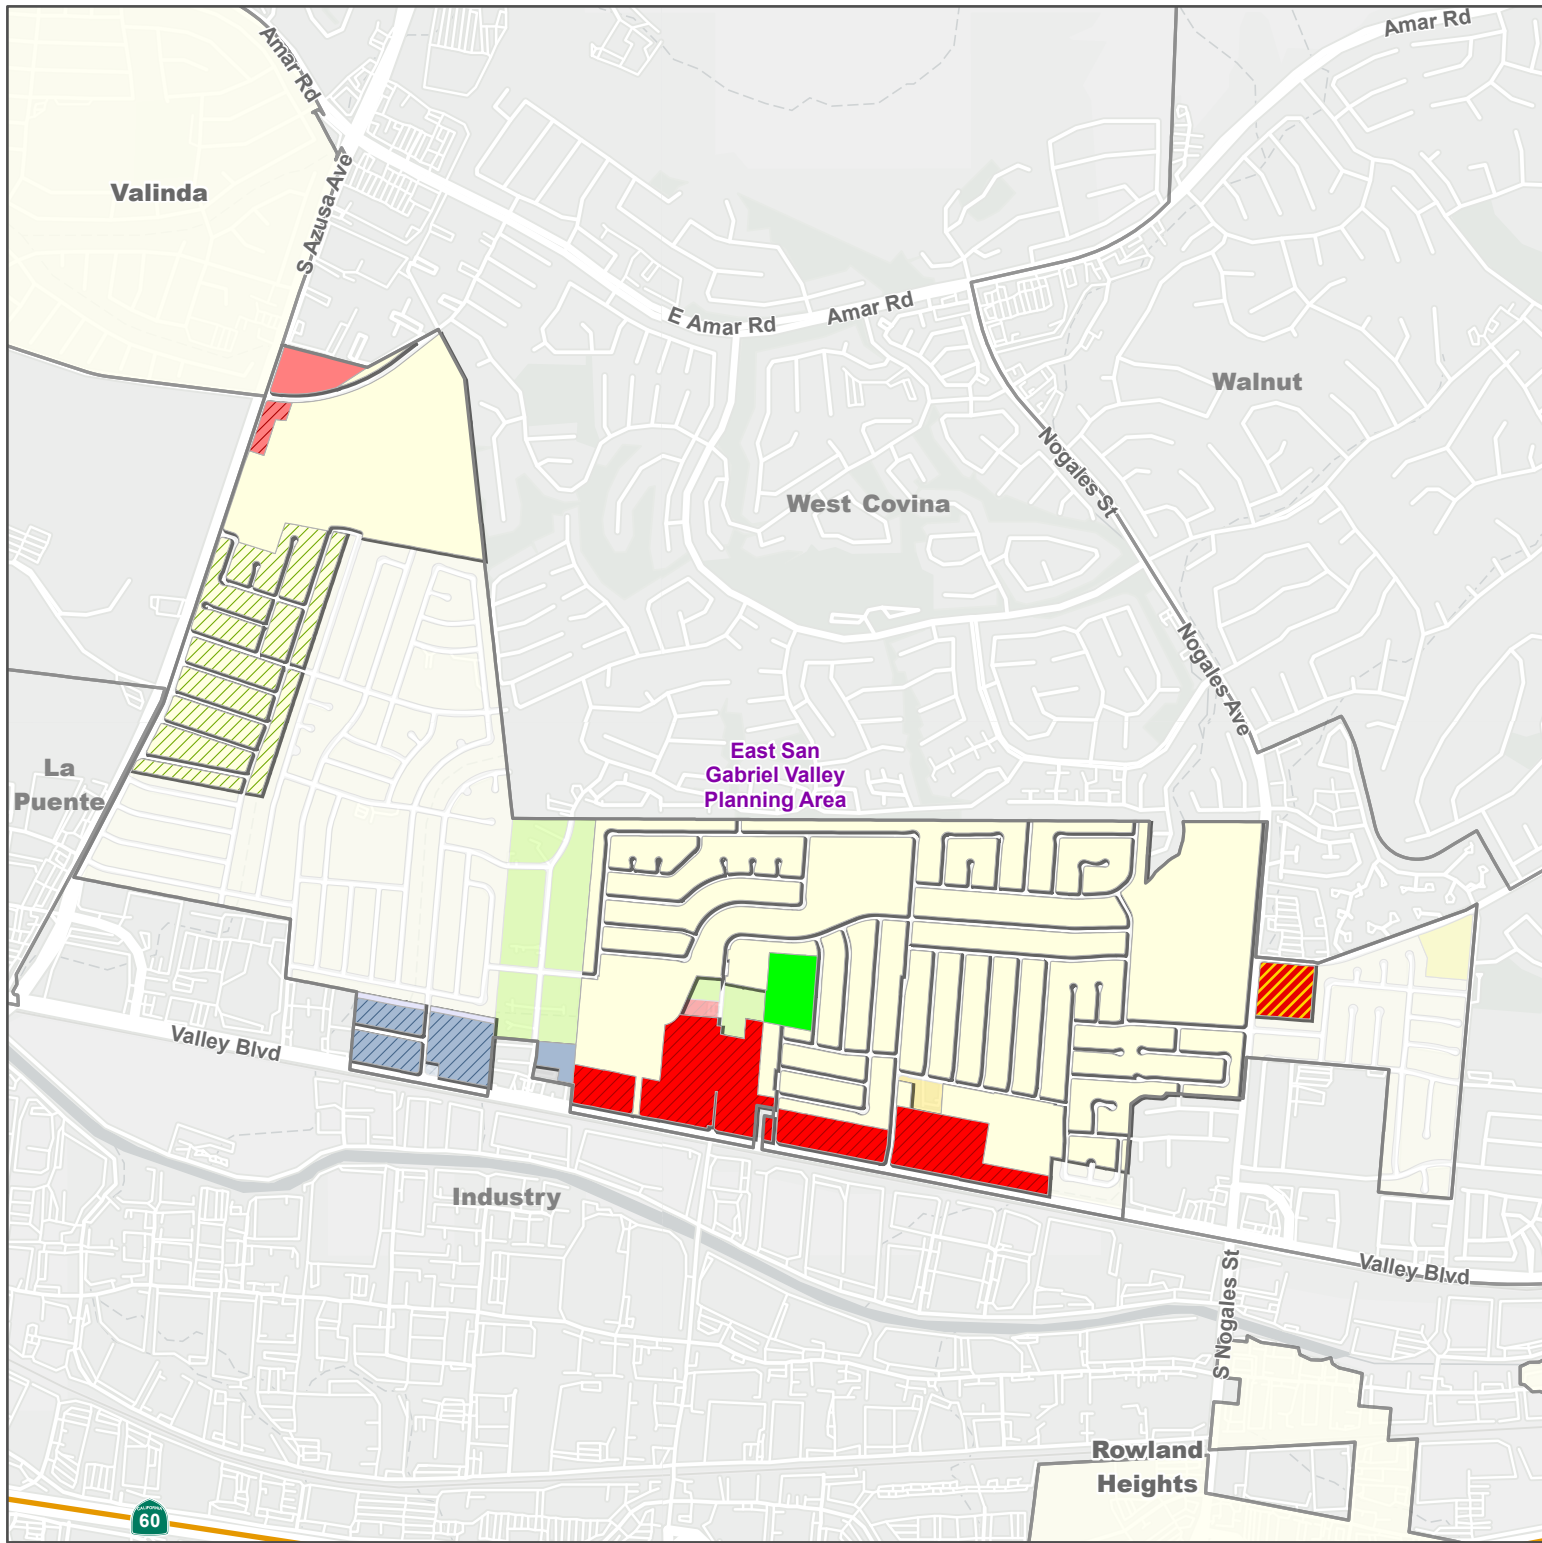 Amar Rd
Amar Rd
Valinda
S Azusa Ave
E Amar Rd
Amar Rd
Walnut
Nogales St
West Covina
Nogales Ave
East San
Gabriel Valley
Planning Area
La
Puente
Valley Blvd
Industry
Valley Blvd
S Nogales St
Rowland
Heights
CALIFORNIA
60